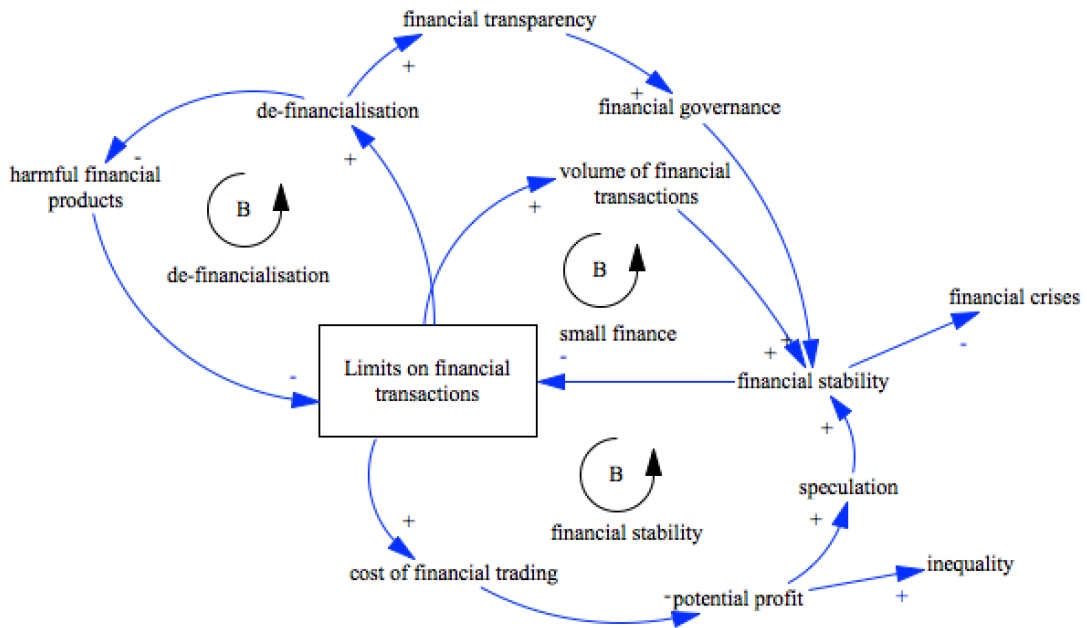 financial transparency
+
+
de-financialisation
financial governance
-
+
harmful financial
products
volume of financial
transactions
B
+
de-financialisation
B
small finance
financial crises
-
+
+
-
Limits on financial
transactions
-
financial stability
+
B
speculation
+
+
financial stability
cost of financial trading
inequality
-
potential profit
+